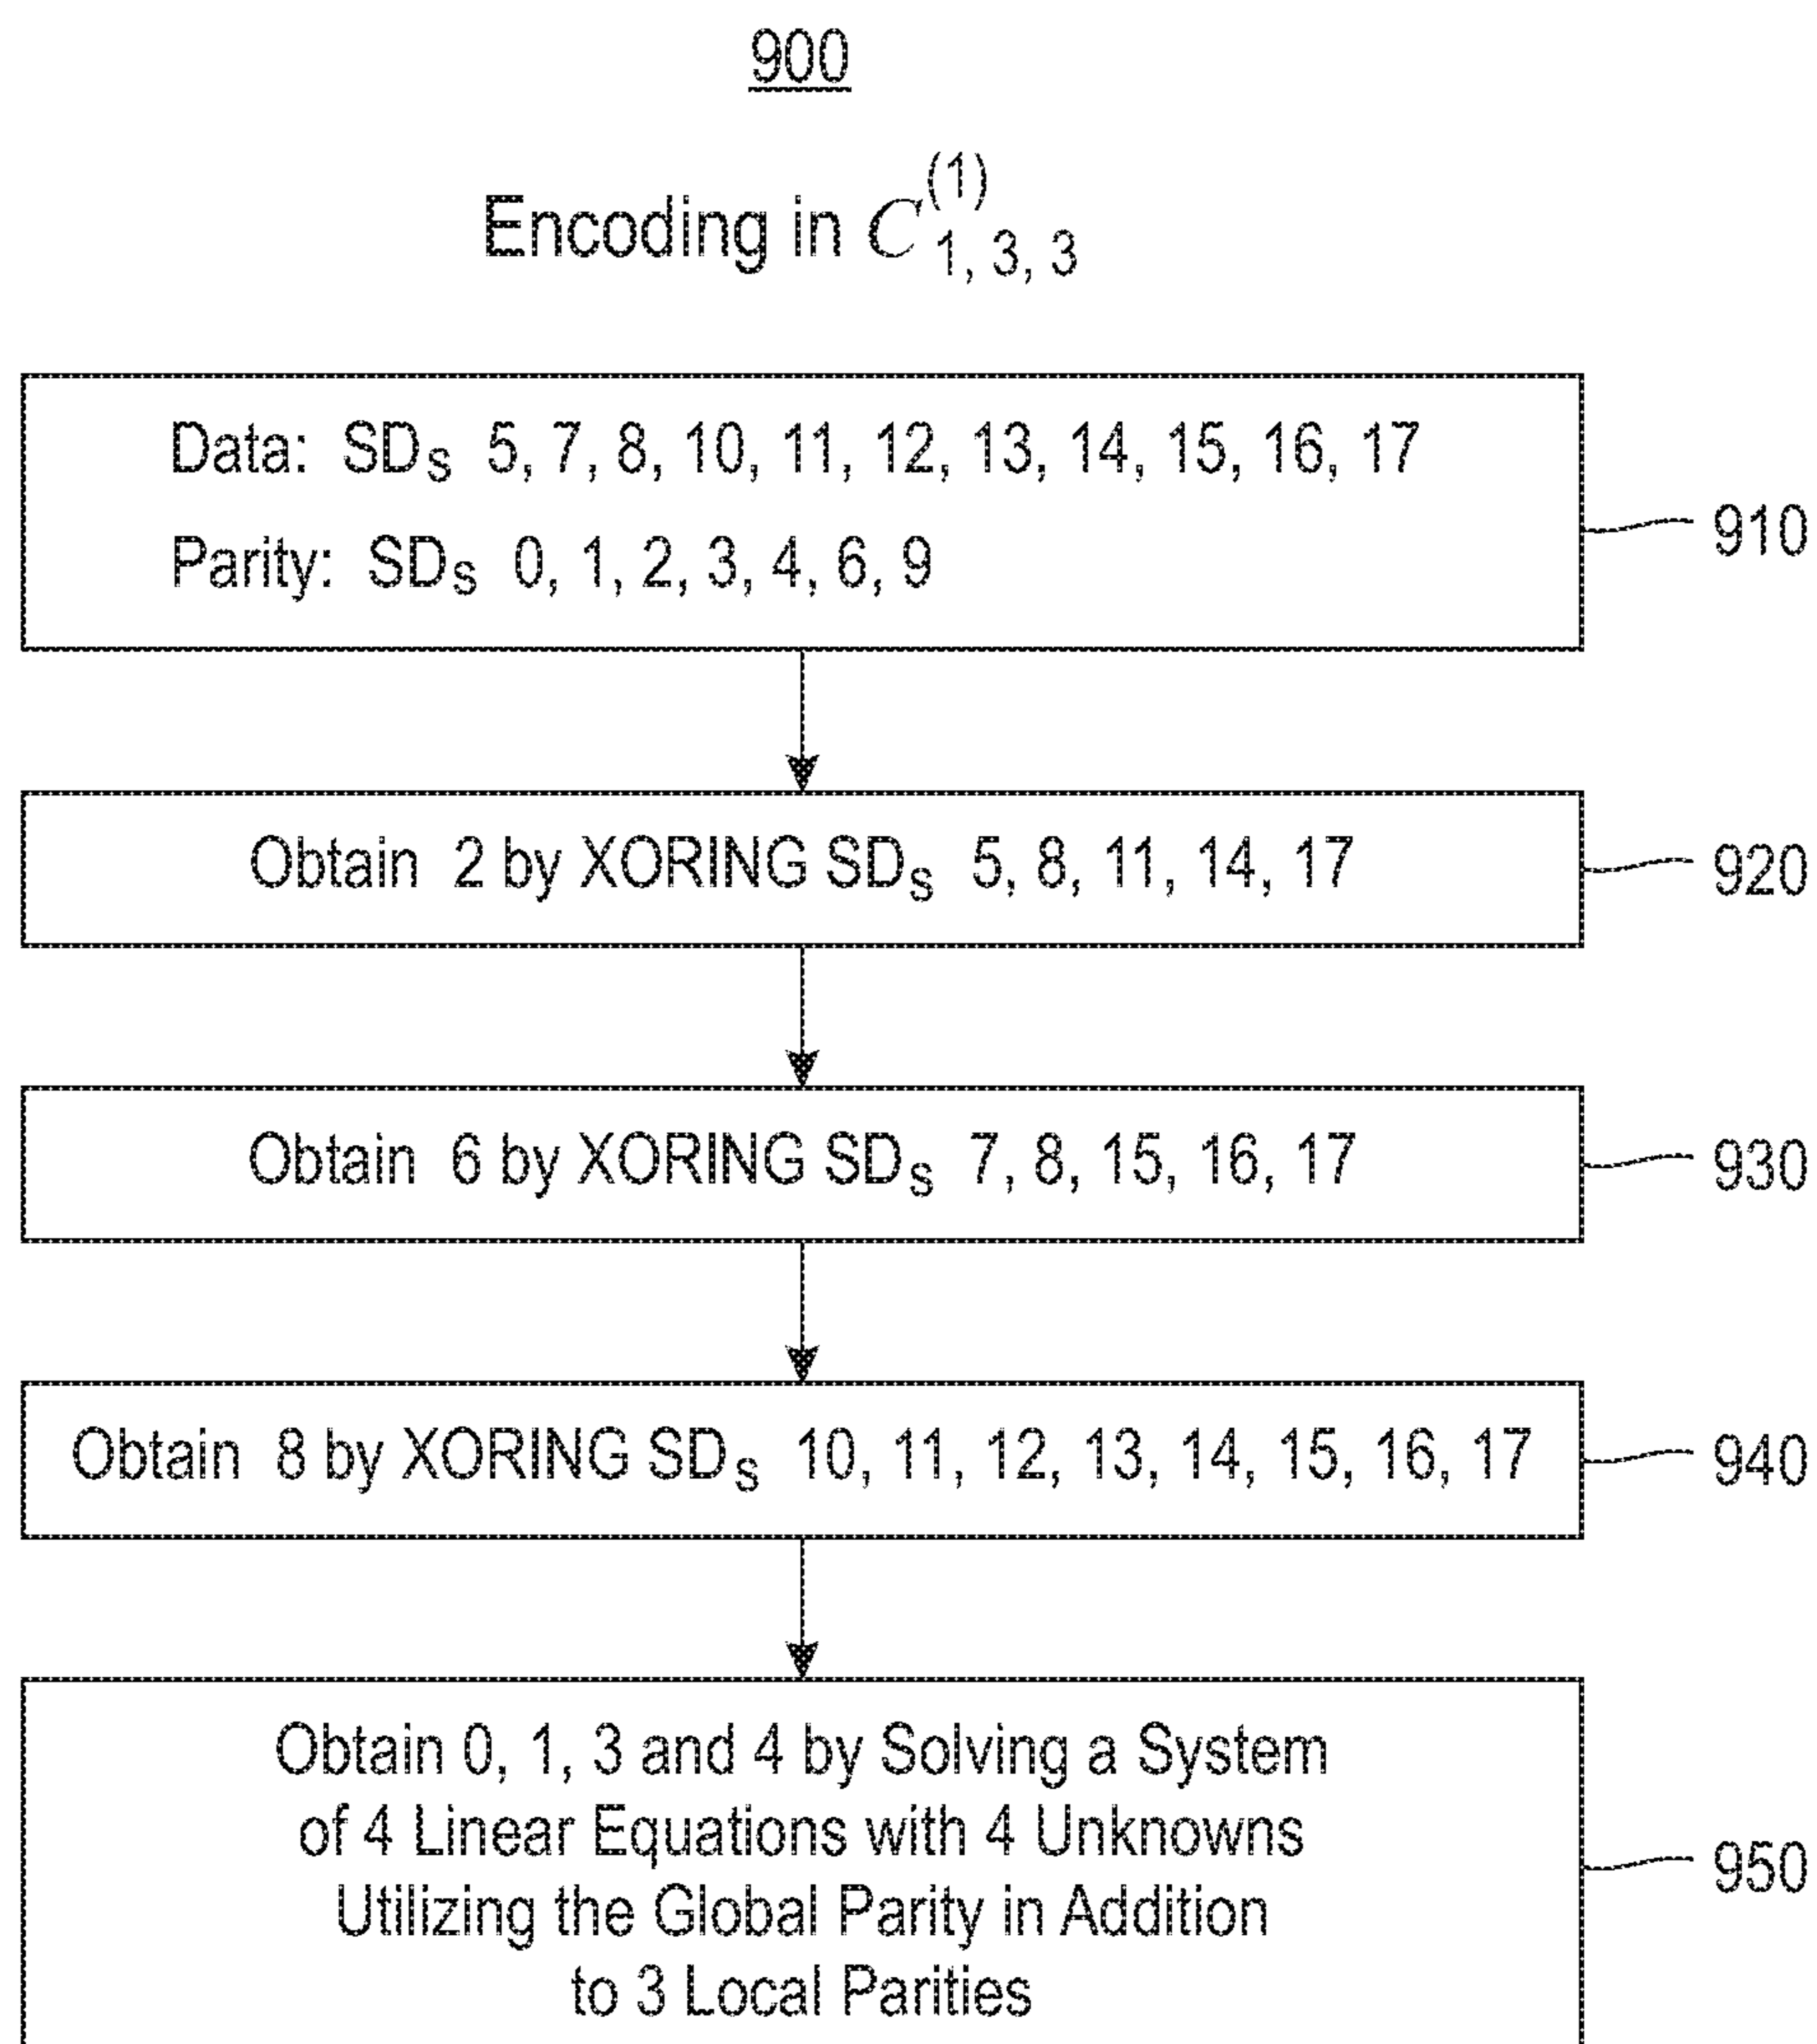 900
Encoding in C(1)1, 3, 3
Data: SDs 5, 7, 8, 10, 11, 12, 13, 14, 15, 16, 17
Parity: SDs 0, 1, 2, 3, 4, 6, 9
910
Obtain 2 by XORING SDs 5, 8, 11, 14, 17
920
Obtain 6 by XORING SDs 7, 8, 15, 16, 17
930
Obtain 8 by XORING SDs 10, 11, 12, 13, 14, 15, 16, 17
940
Obtain 0, 1, 3 and 4 by Solving a System
of 4 Linear Equations with 4 Unknowns
Utilizing the Global Parity in Addition
to 3 Local Parities
950